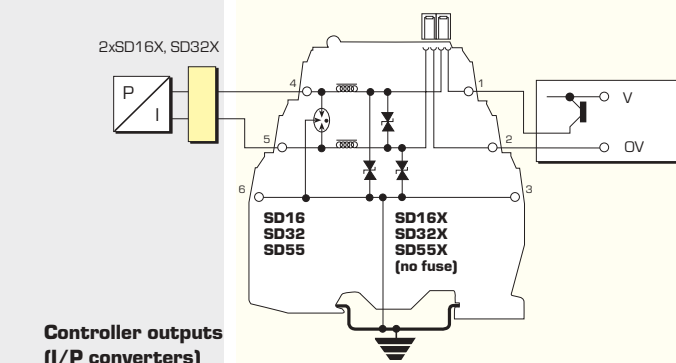 2xSD16X, SD32X
P
I
4
5
6
1
2
3
V
0V
SD16
SD32
SD55
SD16X
SD32X
SD55X
(no fuse)
Controller outputs
(I/P converters)